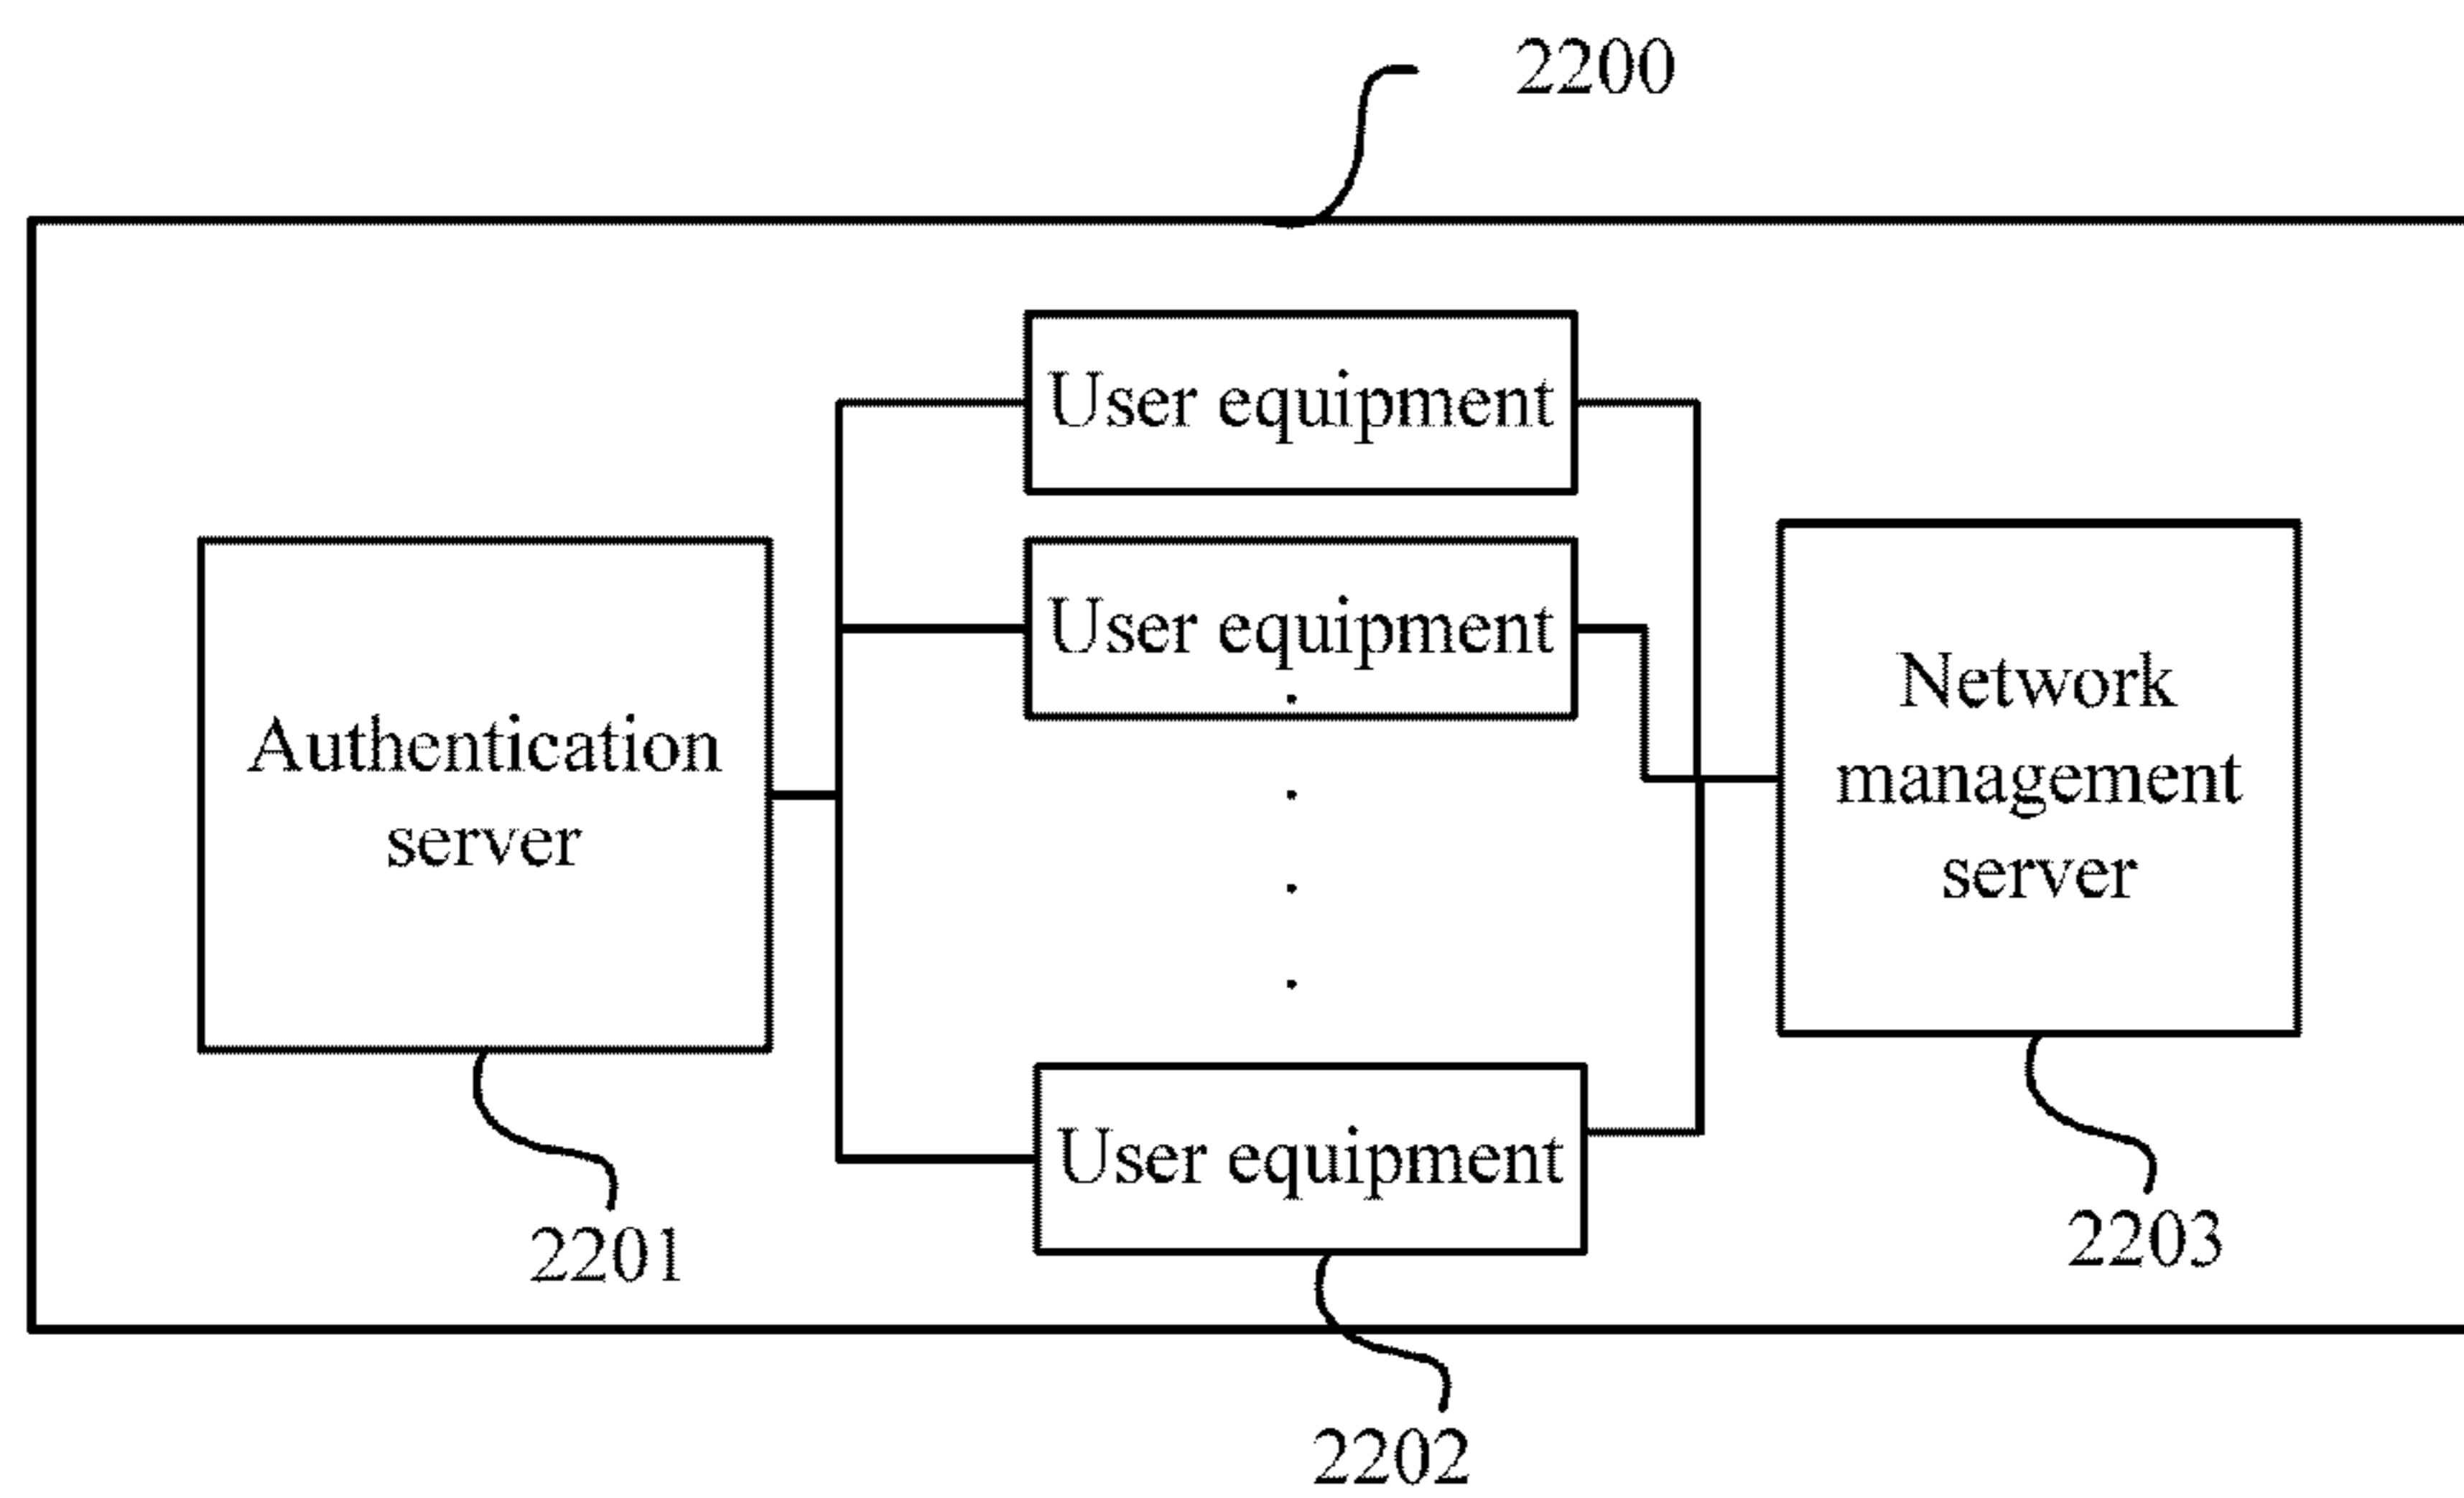 2200
User equipment
User equipment
Authentication
server
Network
management
server
User equipment
2201
2203
2202